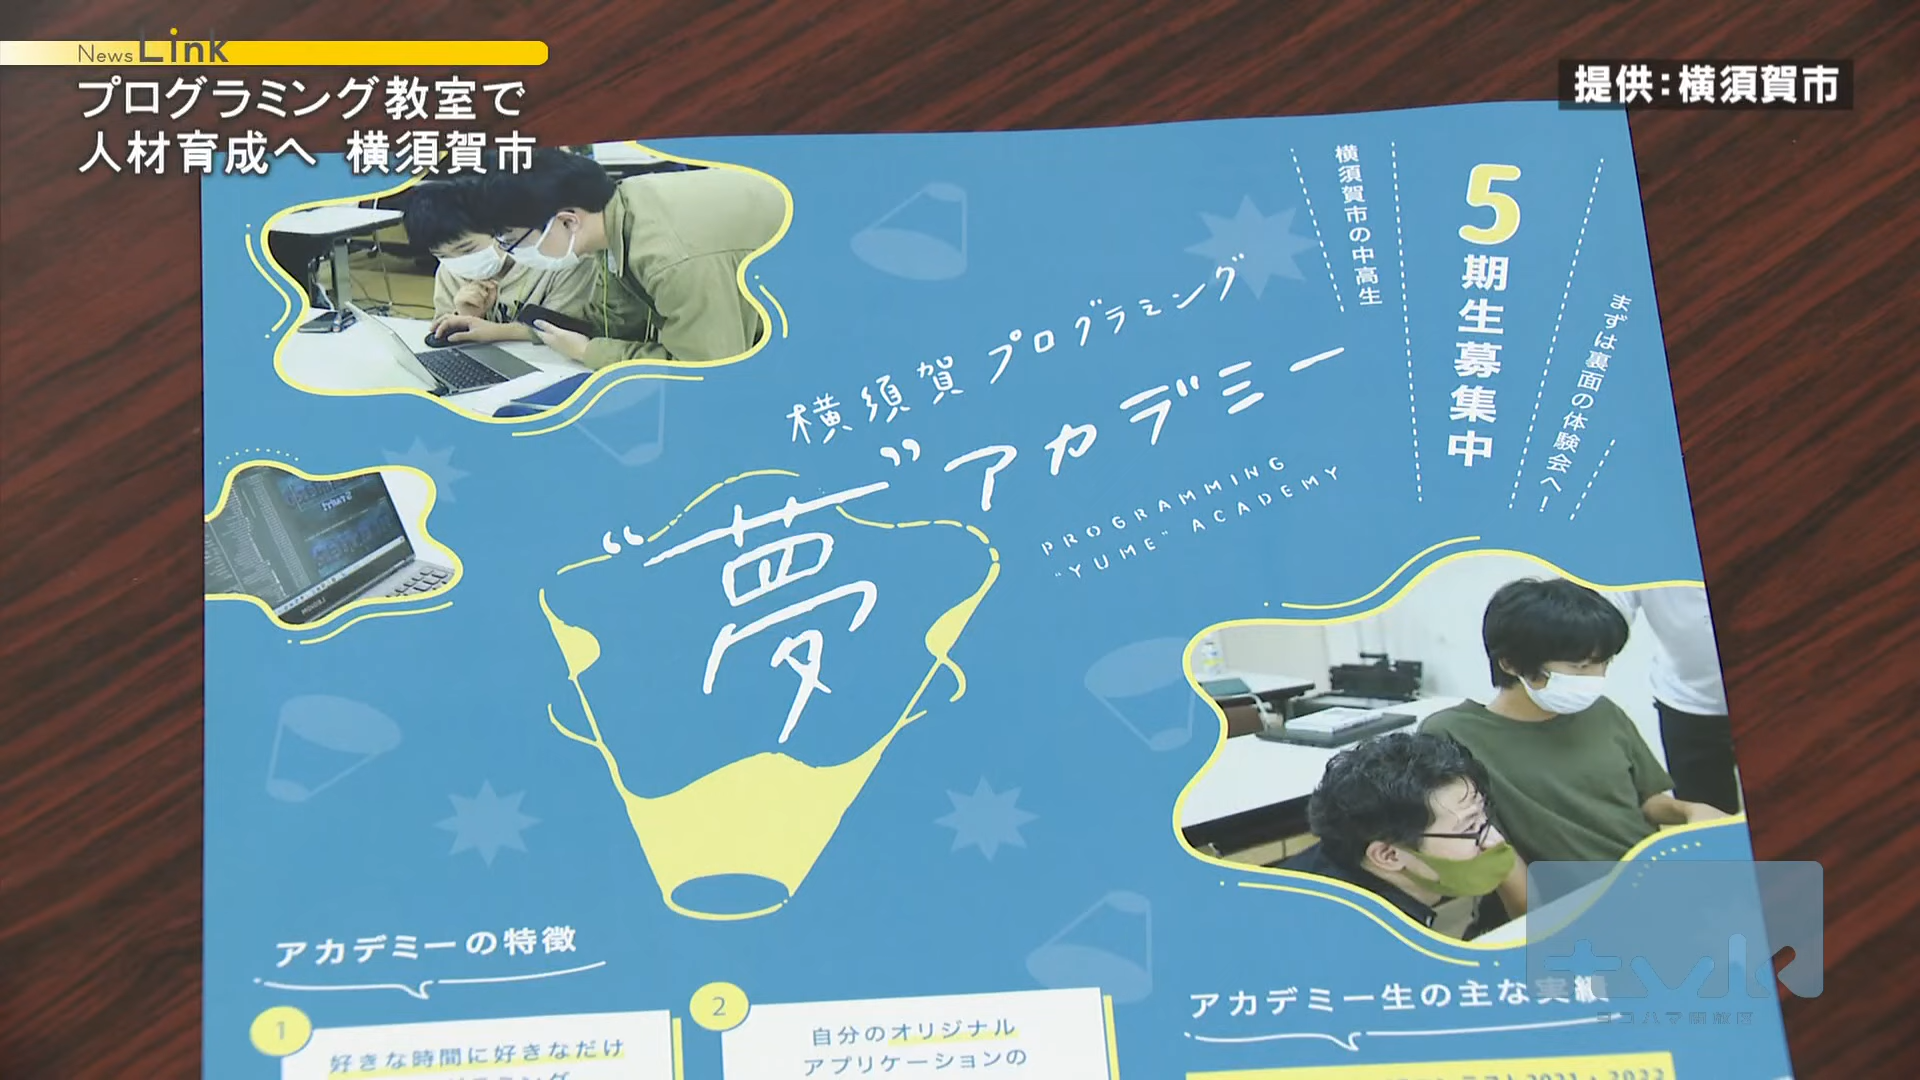 News Link
プログラミング教室で
人材育成へ 横須賀市
提供:横須賀市
横須賀市の中高生
5期生募集中
まずは裏面の体験会へ!
横須賀プログラミング
“夢”アカデミー
PROGRAMMING
"YUME" ACADEMY
アカデミーの特徴
1
好きな時間に好きなだけ
2
自分のオリジナル
アプリケーションの
アカデミー生の主な実績
tvk